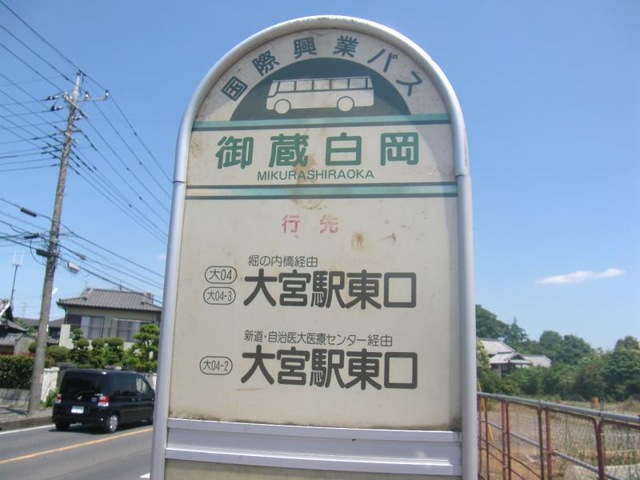 国際興業バス
御蔵白岡
MIKURASHIRAOKA
行先
堀の内橋経由
大04
大04-3
大宮駅東口
新道・自治医大医療センター経由
大04-2
大宮駅東口